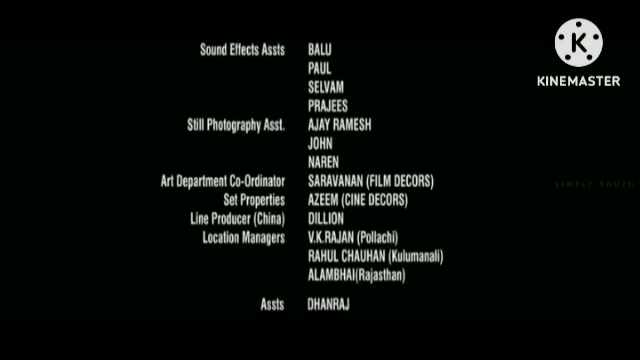 Sound Effects Assts BALU
PAUL
SELVAM
PRAJEES
Still Photography Asst. AJAY RAMESH
JOHN
NAREN
Art Department Co-Ordinator SARAVANAN (FILM DECORS)
Set Properties AZEEM (CINE DECORS)
Line Producer (China) DILLION
Location Managers V.K.RAJAN (Pollachi)
RAHUL CHAUHAN (Kulumanali)
ALAMBHAI(Rajasthan)
Assts DHANRAJ
K
KINEMASTER
SIMPLY SOUTH